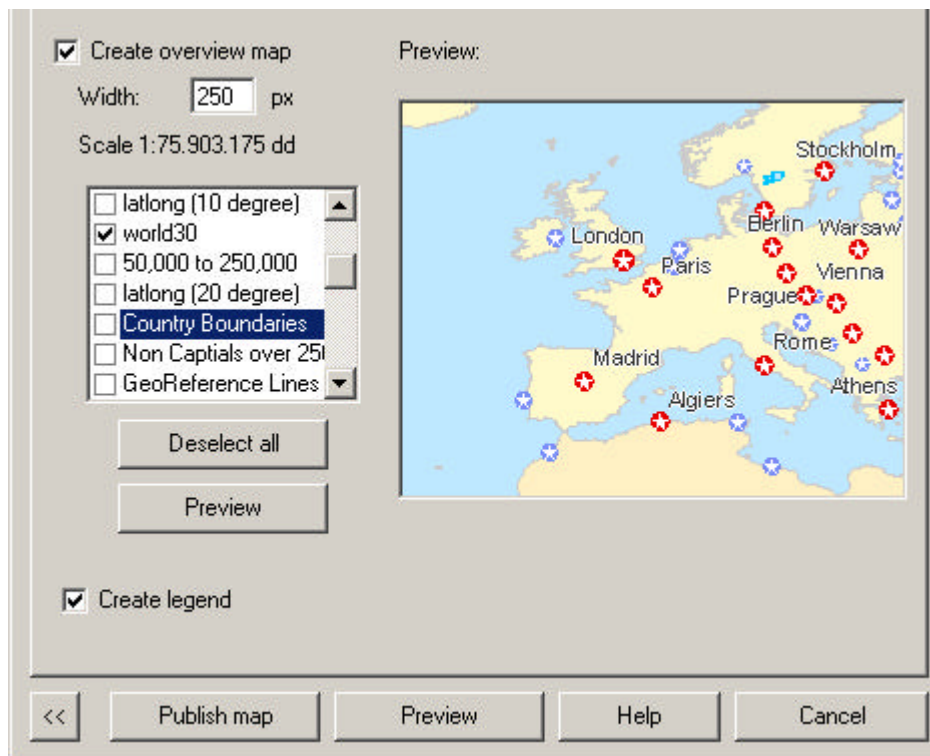 Create overview map
Width: 250 px
Scale 1:75.903.175 dd
latlong (10 degree)
world30
50,000 to 250,000
latlong (20 degree)
Country Boundaries
Non Captials over 25
GeoReference Lines
Deselect all
Preview
Create legend
Preview:
Stockholm
London
Berlin
Warsaw
Paris
Vienna
Prague
Rome
Madrid
Algiers
Athens
<< Publish map Preview Help Cancel